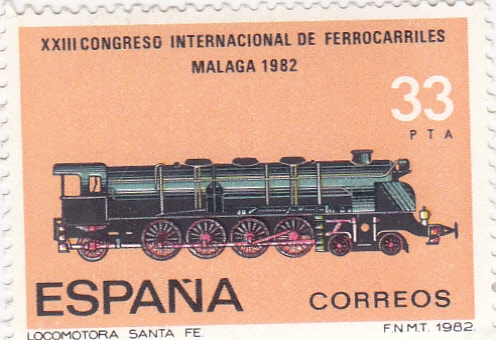 XXIII CONGRESO INTERNACIONAL DE FERROCARRILES
MALAGA 1982
33
PTA
ESPAÑA
CORREOS
LOCOMOTORA SANTA FE.
F.N.M.T. 1982.